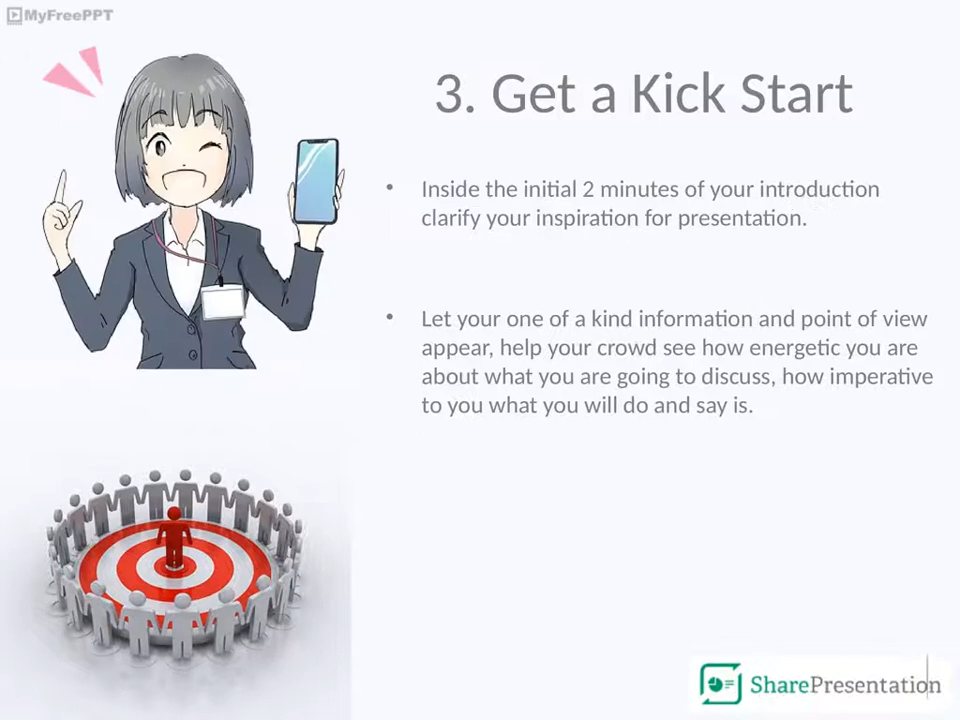 MyFreePPT
3. Get a Kick Start
• Inside the initial 2 minutes of your introduction
clarify your inspiration for presentation.
• Let your one of a kind information and point of view
appear, help your crowd see how energetic you are
about what you are going to discuss, how imperative
to you what you will do and say is.
SharePresentation